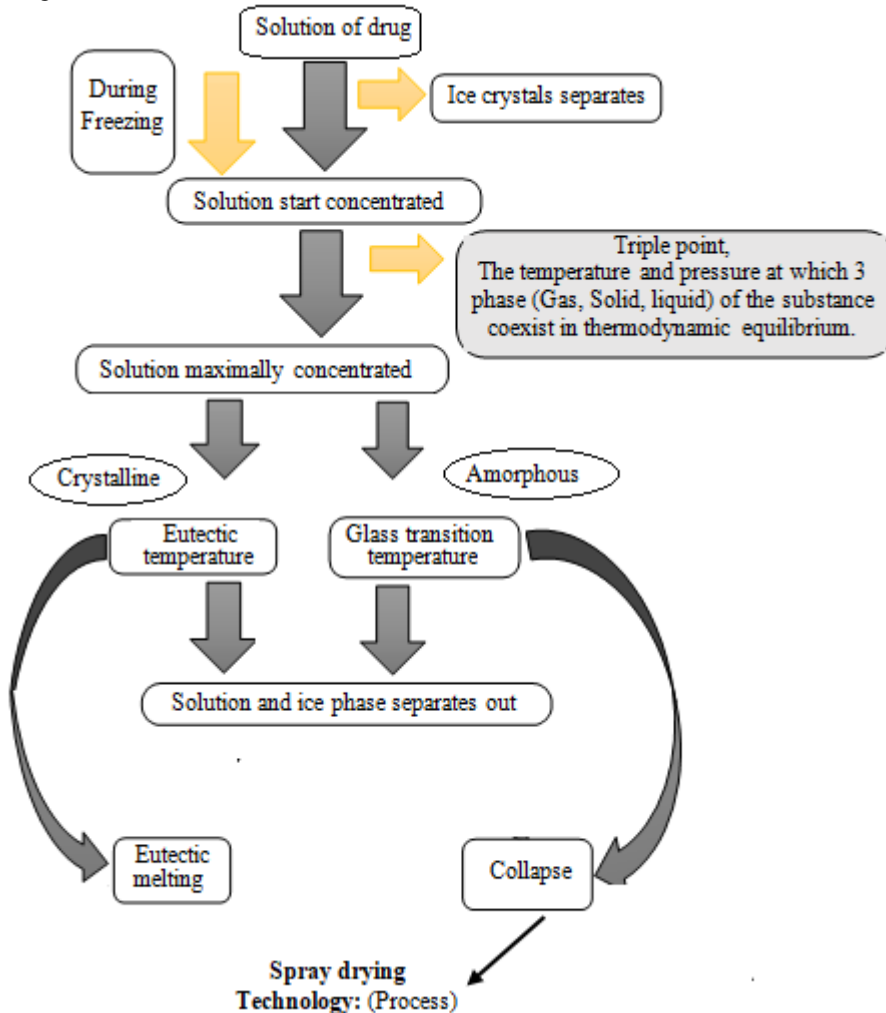 Solution of drug
During
Freezing
Ice crystals separates
Solution start concentrated
Triple point,
The temperature and pressure at which 3
phase (Gas, Solid, liquid) of the substance
coexist in thermodynamic equilibrium.
Solution maximally concentrated
Crystalline
Amorphous
Eutectic
temperature
Glass transition
temperature
Solution and ice phase separates out
Eutectic
melting
Collapse
Spray drying
Technology: (Process)